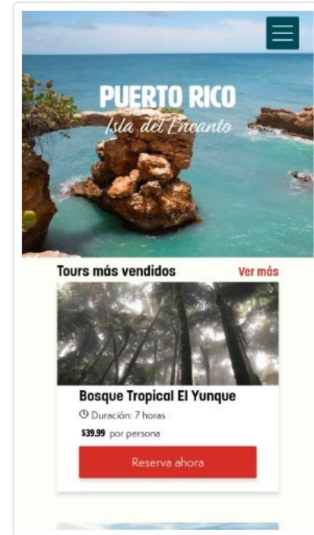 PUERTO RICO
Isla del Encanto
Tours más vendidos Ver más
Bosque Tropical El Yunque
Duración: 7 horas
$39.99 por persona
Reserva ahora